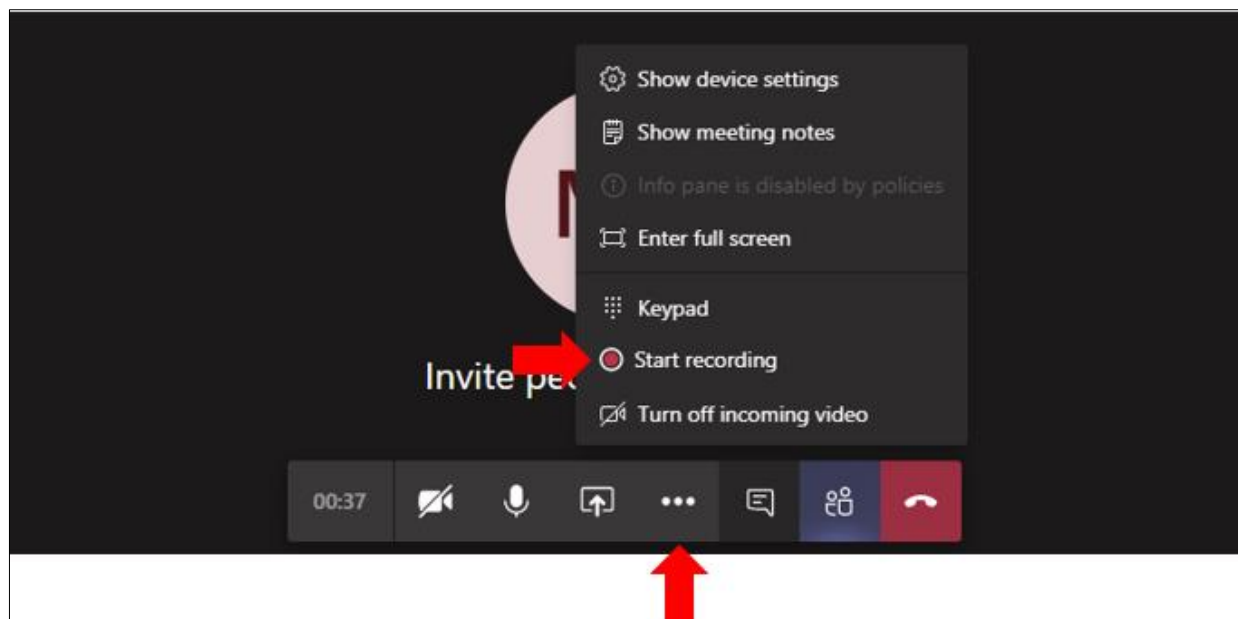 Show device settings
Show meeting notes
Info pane is disabled by policies
Enter full screen
Keypad
Start recording
Invite
Turn off incoming video
00:37